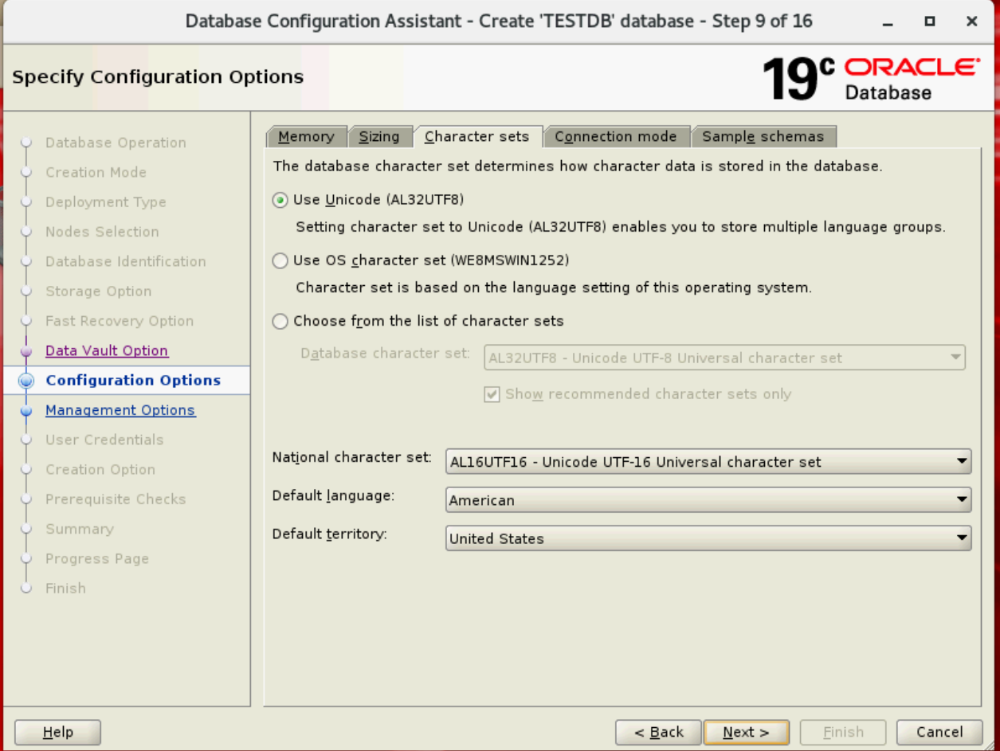 Database Configuration Assistant - Create 'TESTDB' database - Step 9 of 16
Specify Configuration Options
19c ORACLE
Database
Database Operation
Creation Mode
Deployment Type
Nodes Selection
Database Identification
Storage Option
Fast Recovery Option
Data Vault Option
Configuration Options
Management Options
User Credentials
Creation Option
Prerequisite Checks
Summary
Progress Page
Finish
Memory Sizing Character sets Connection mode Sample schemas
The database character set determines how character data is stored in the database.
Use Unicode (AL32UTF8)
Setting character set to Unicode (AL32UTF8) enables you to store multiple language groups.
Use OS character set (WE8MSWIN1252)
Character set is based on the language setting of this operating system.
Choose from the list of character sets
Database character set: AL32UTF8 - Unicode UTF-8 Universal character set
Show recommended character sets only
National character set: AL16UTF16 - Unicode UTF-16 Universal character set
Default language: American
Default territory: United States
Help < Back Next > Finish Cancel